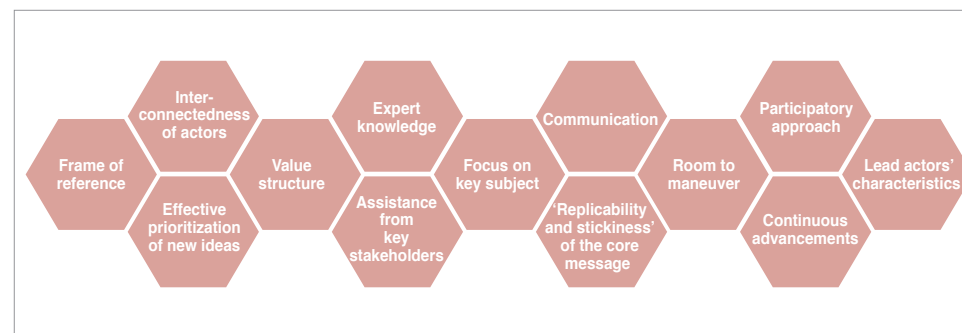 Frame of
reference
Inter-
connectedness
of actors
Effective
prioritization
of new ideas
Value
structure
Expert
knowledge
Assistance
from
key
stakeholders
Focus on
key subject
Communication
'Replicability
and stickiness'
of the core
message
Room to
maneuver
Participatory
approach
Continuous
advancements
Lead actors'
characteristics